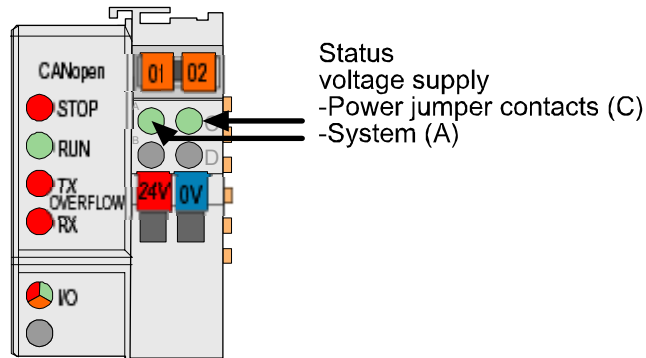 CANopen
STOP
RUN
TX
OVERFLOW
RX
I/O
01 02
A
C
B
D
24V 0V
Status
voltage supply
-Power jumper contacts (C)
-System (A)